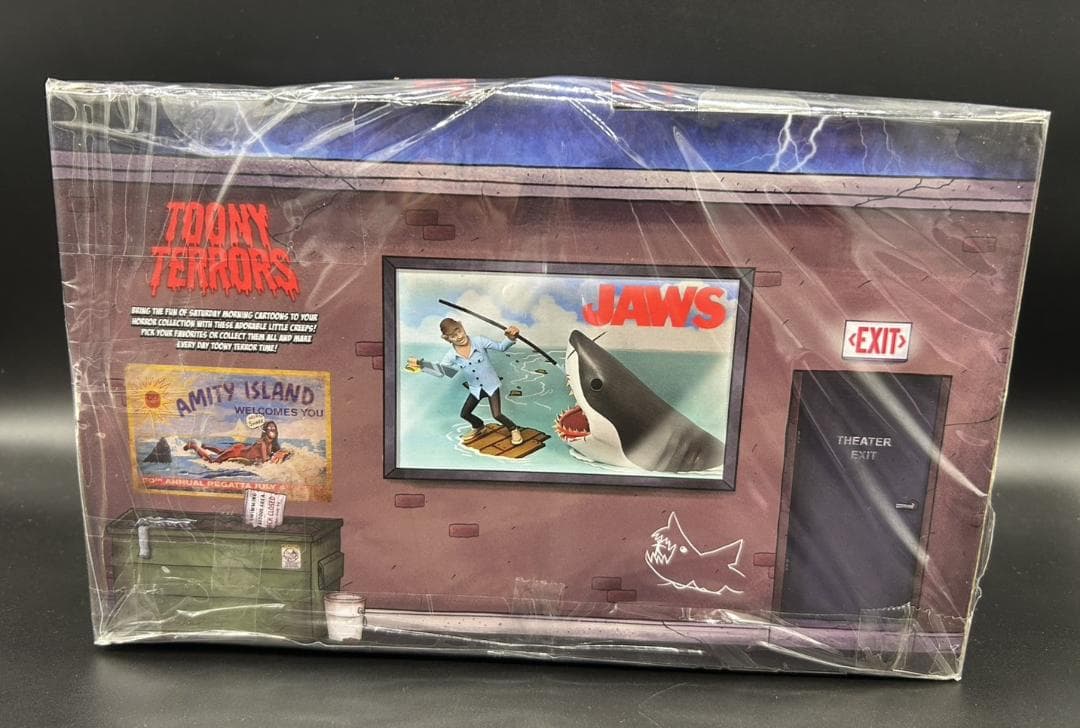 TOONY
TERRORS
BRING THE FUN OF SATURDAY MORNING CARTOONS TO YOUR
HORROR COLLECTION WITH THESE ADORABLE LITTLE CREEPS!
PICK YOUR FAVORITES OR COLLECT THEM ALL AND MAKE
EVERY DAY TOONY TERROR TIME!
AMITY ISLAND
WELCOMES YOU
ANNUAL REGATTA JULY 4
CLOSED
JAWS
<EXIT>
THEATER
EXIT